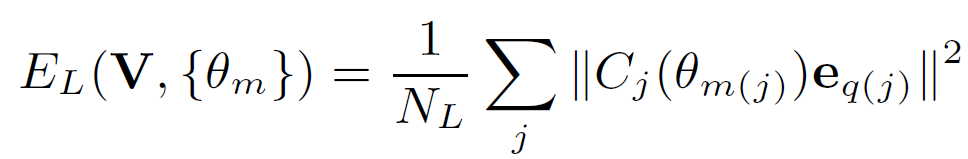 E_L(\mathbf{V}, \{\theta_m\}) = \frac{1}{N_L} \sum_j \|C_j(\theta_{m(j)})\mathbf{e}_{q(j)}\|^2